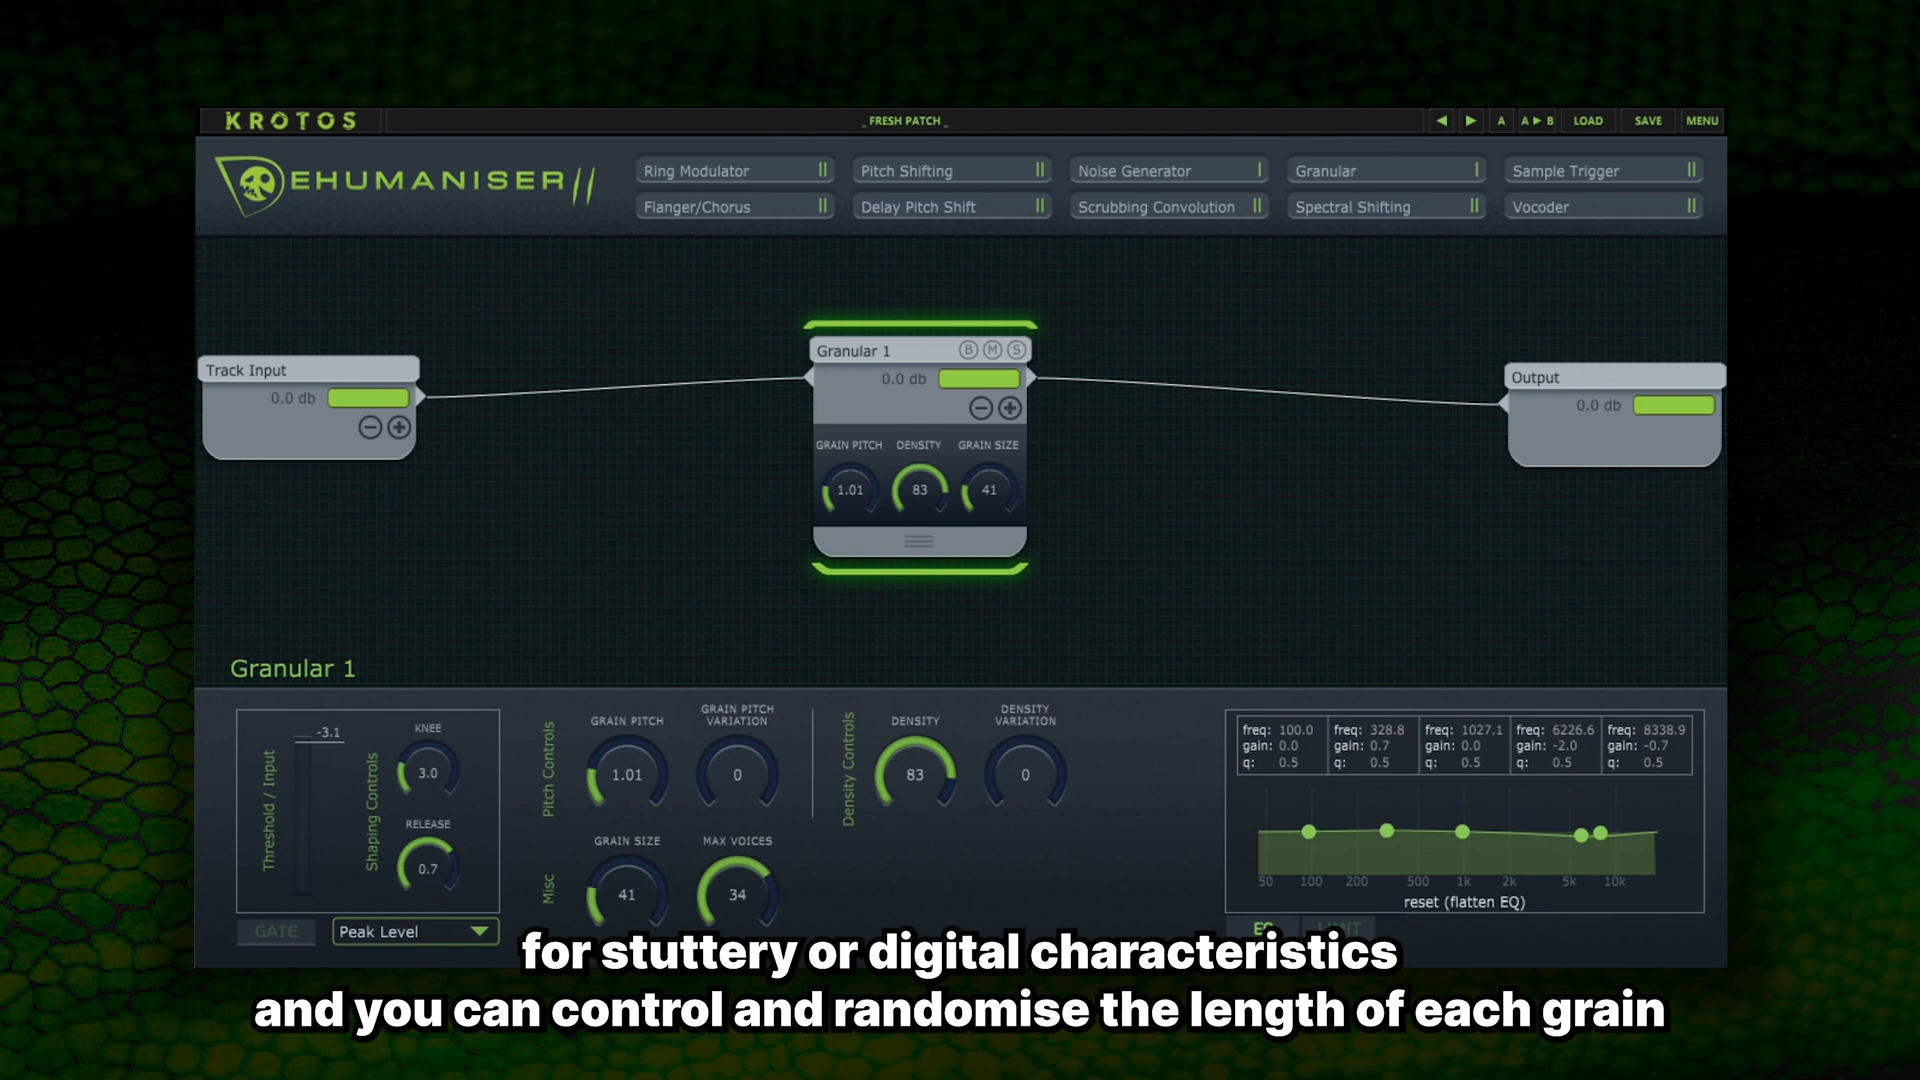 KROTOS
_ FRESH PATCH _
A
A ▶ B
LOAD
SAVE
MENU
DEHUMANISER II
Ring Modulator
Pitch Shifting
Noise Generator
Granular
Sample Trigger
Flanger/Chorus
Delay Pitch Shift
Scrubbing Convolution
Spectral Shifting
Vocoder
Track Input
0.0 db
Granular 1
B M S
0.0 db
GRAIN PITCH DENSITY GRAIN SIZE
1.01 83 41
Output
0.0 db
Granular 1
Threshold / Input
-3.1
Shaping Controls
KNEE
3.0
RELEASE
0.7
GATE
Peak Level
Pitch Controls
GRAIN PITCH
1.01
GRAIN PITCH
VARIATION
0
Misc
GRAIN SIZE
41
MAX VOICES
34
Density Controls
DENSITY
83
DENSITY
VARIATION
0
freq: 100.0
gain: 0.0
q: 0.5
freq: 328.8
gain: 0.7
q: 0.5
freq: 1027.1
gain: 0.0
q: 0.5
freq: 6226.6
gain: -2.0
q: 0.5
freq: 8338.9
gain: -0.7
q: 0.5
50 100 200 500 1k 2k 5k 10k
reset (flatten EQ)
EQ
LIMIT
for stuttery or digital characteristics
and you can control and randomise the length of each grain